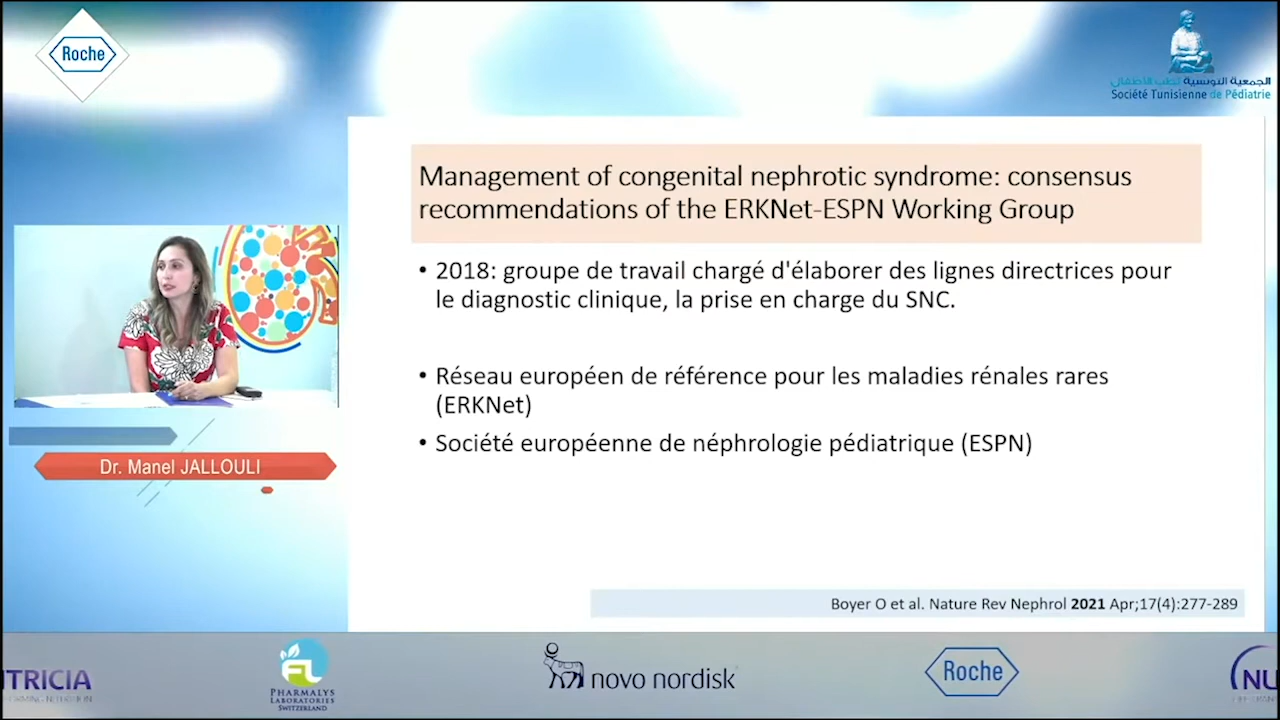 Roche
الجمعية التونسية لطب الأطفال
Société Tunisienne de Pédiatrie
Management of congenital nephrotic syndrome: consensus
recommendations of the ERKNet-ESPN Working Group
• 2018: groupe de travail chargé d'élaborer des lignes directrices pour
le diagnostic clinique, la prise en charge du SNC.
• Réseau européen de référence pour les maladies rénales rares
(ERKNet)
• Société européenne de néphrologie pédiatrique (ESPN)
Dr. Manel JALLOULI
Boyer O et al. Nature Rev Nephrol 2021 Apr;17(4):277-289
TRICIA
PHARMALYS
LABORATORIES
SWITZERLAND
novo nordisk
Roche
NU